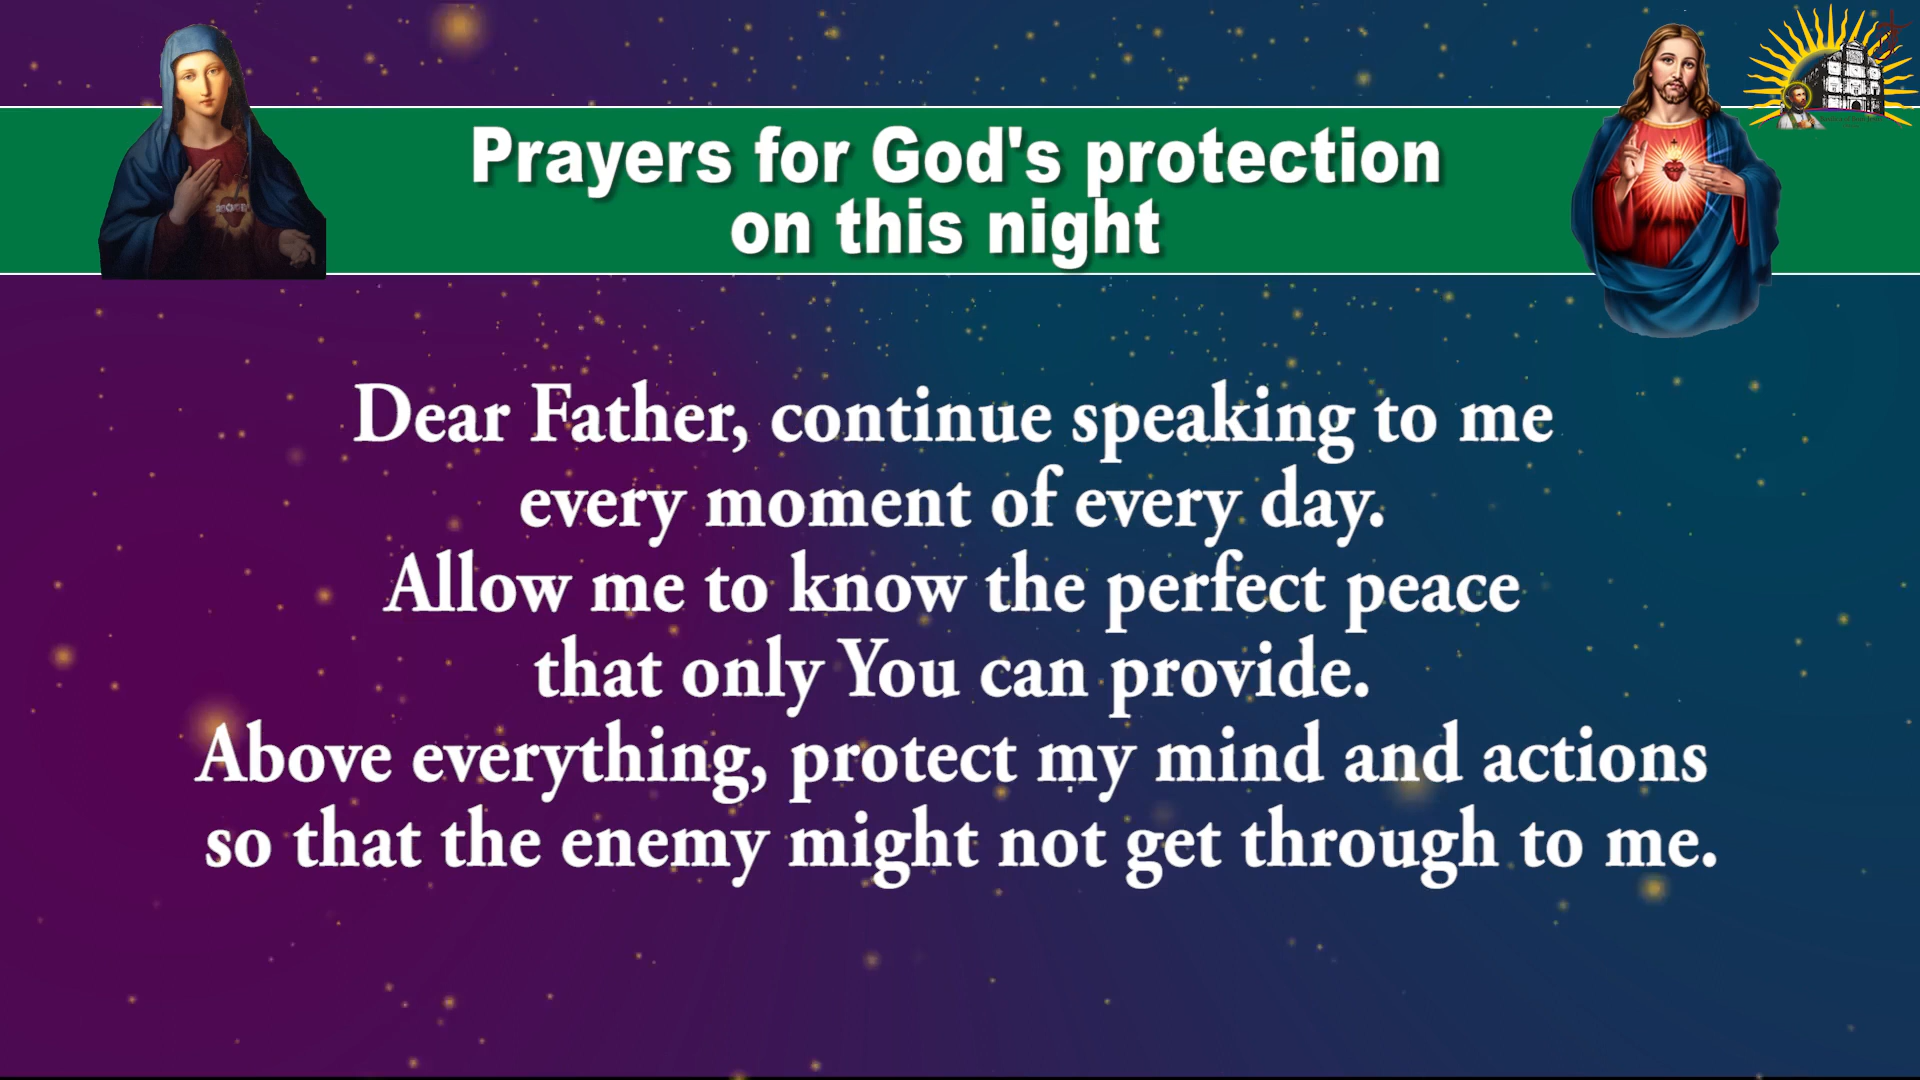 Prayers for God's protection
on this night
Dear Father, continue speaking to me
every moment of every day.
Allow me to know the perfect peace
that only You can provide.
Above everything, protect my mind and actions
so that the enemy might not get through to me.